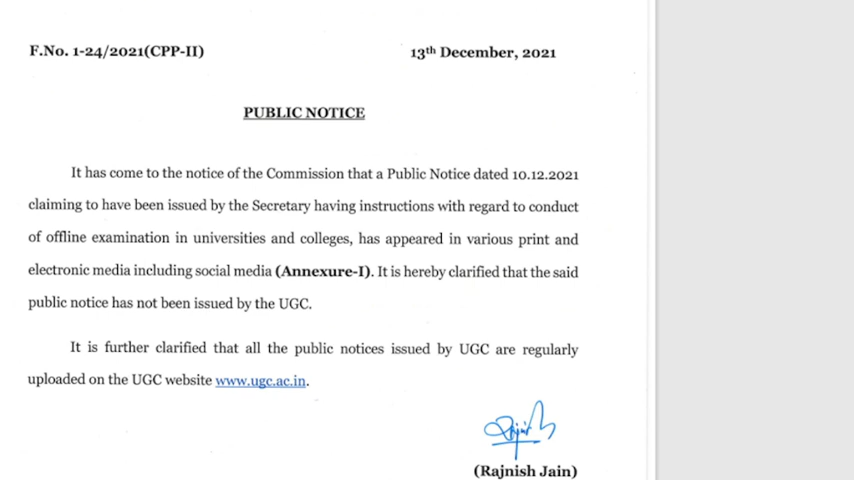 F.No. 1-24/2021(CPP-II) 13th December, 2021
PUBLIC NOTICE
It has come to the notice of the Commission that a Public Notice dated 10.12.2021
claiming to have been issued by the Secretary having instructions with regard to conduct
of offline examination in universities and colleges, has appeared in various print and
electronic media including social media (Annexure-I). It is hereby clarified that the said
public notice has not been issued by the UGC.
It is further clarified that all the public notices issued by UGC are regularly
uploaded on the UGC website www.ugc.ac.in.
(Rajnish Jain)